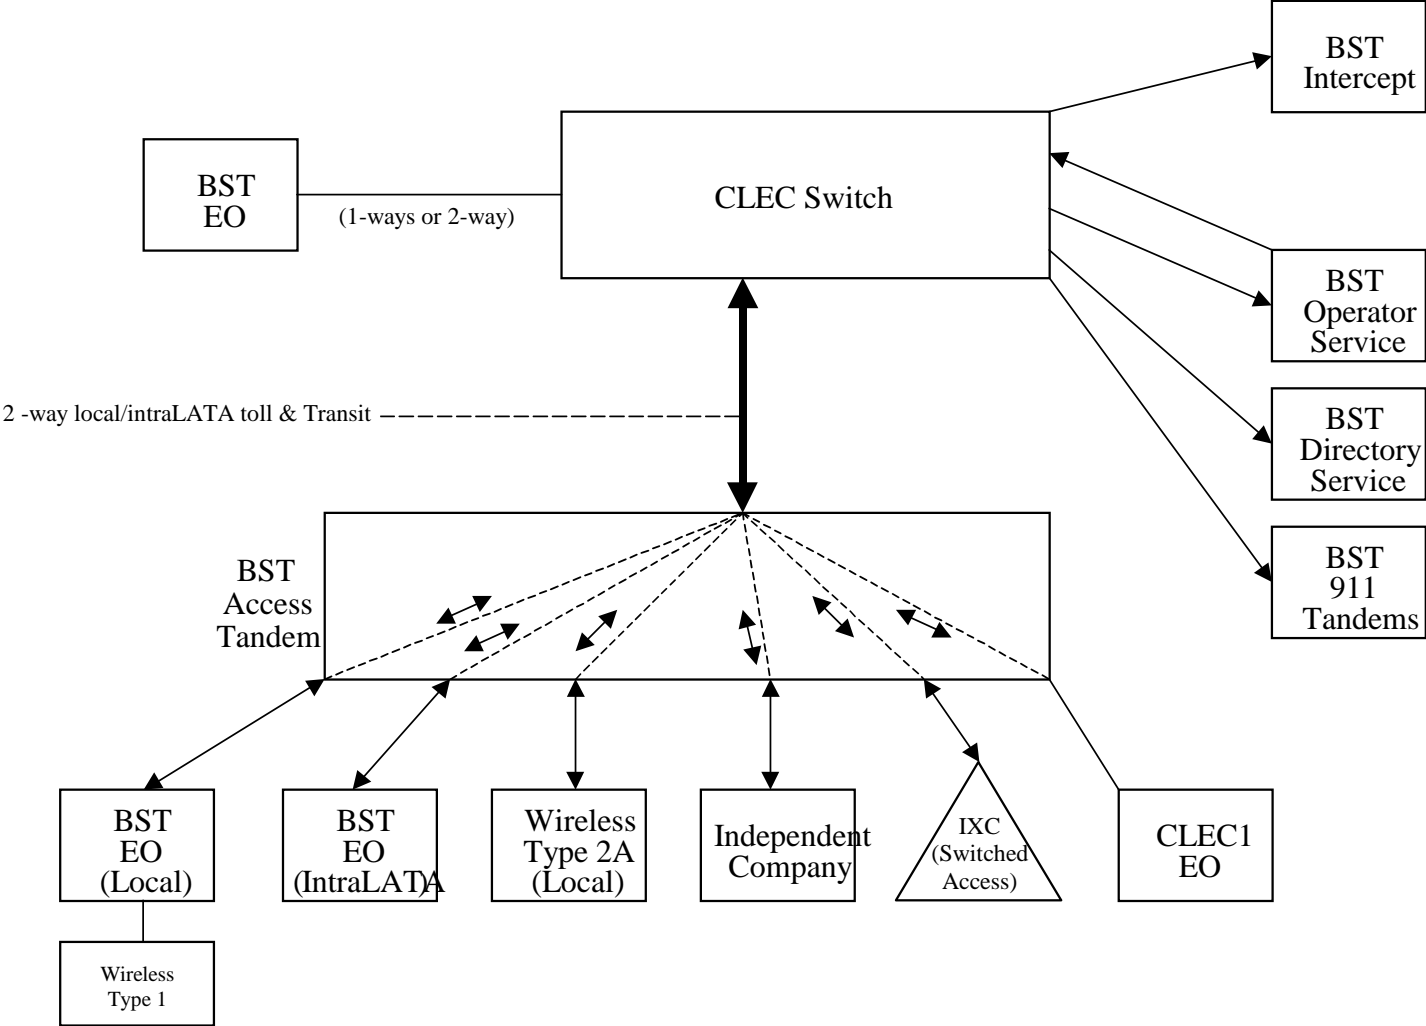 BST
Intercept
BST
EO
(1-ways or 2-way)
CLEC Switch
BST
Operator
Service
2 -way local/intraLATA toll & Transit
BST
Directory
Service
BST
911
Tandems
BST
Access
Tandem
BST
EO
(Local)
BST
EO
(IntraLAT)A
Wireless
Type 2A
(Local)
Independent
Company
IXC
(Switched
Access)
CLEC1
EO
Wireless
Type 1